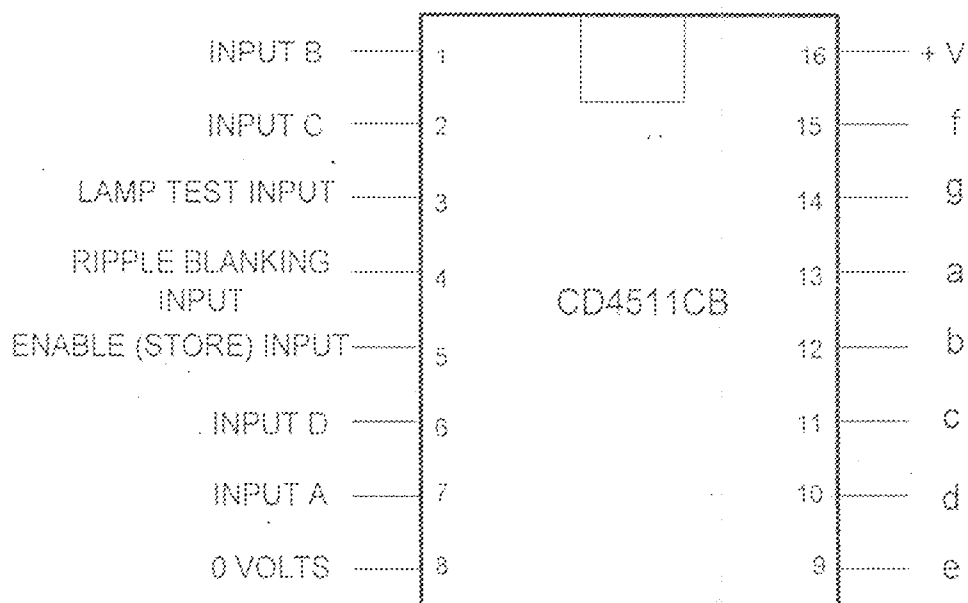 INPUT B 1 16 + V
INPUT C 2 15 f
LAMP TEST INPUT 3 14 g
RIPPLE BLANKING
INPUT
4 13 a
CD4511CB
ENABLE (STORE) INPUT 5 12 b
INPUT D 6 11 c
INPUT A 7 10 d
0 VOLTS 8 9 e